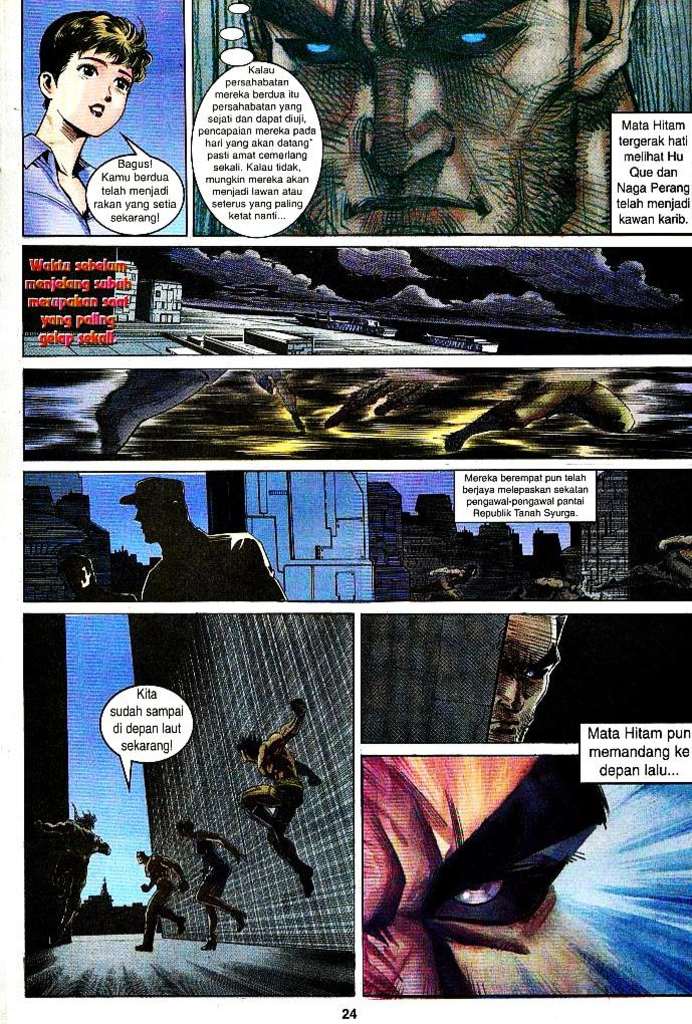 Bagus!
Kamu berdua
telah menjadi
rakan yang setia
sekarang!
Kalau
persahabatan
mereka berdua itu
persahabatan yang
sejati dan dapat diuji,
pencapaian mereka pada
hari yang akan datang*
pasti amat cemerlang
sekali. Kalau tidak,
mungkin mereka akan
menjadi lawan atau
seterus yang paling
ketat nanti...
Mata Hitam
tergerak hati
melihat Hu
Que dan
Naga Perang
telah menjadi
kawan karib.
Waktu sebelum
menjelang subuh
merupakan saat
yang paling
gelap sekali!
Mereka berempat pun telah
berjaya melepaskan sekatan
pengawal-pengawal pantai
Republik Tanah Syurga.
Kita
sudah sampai
di depan laut
sekarang!
Mata Hitam pun
memandang ke
depan lalu...
24